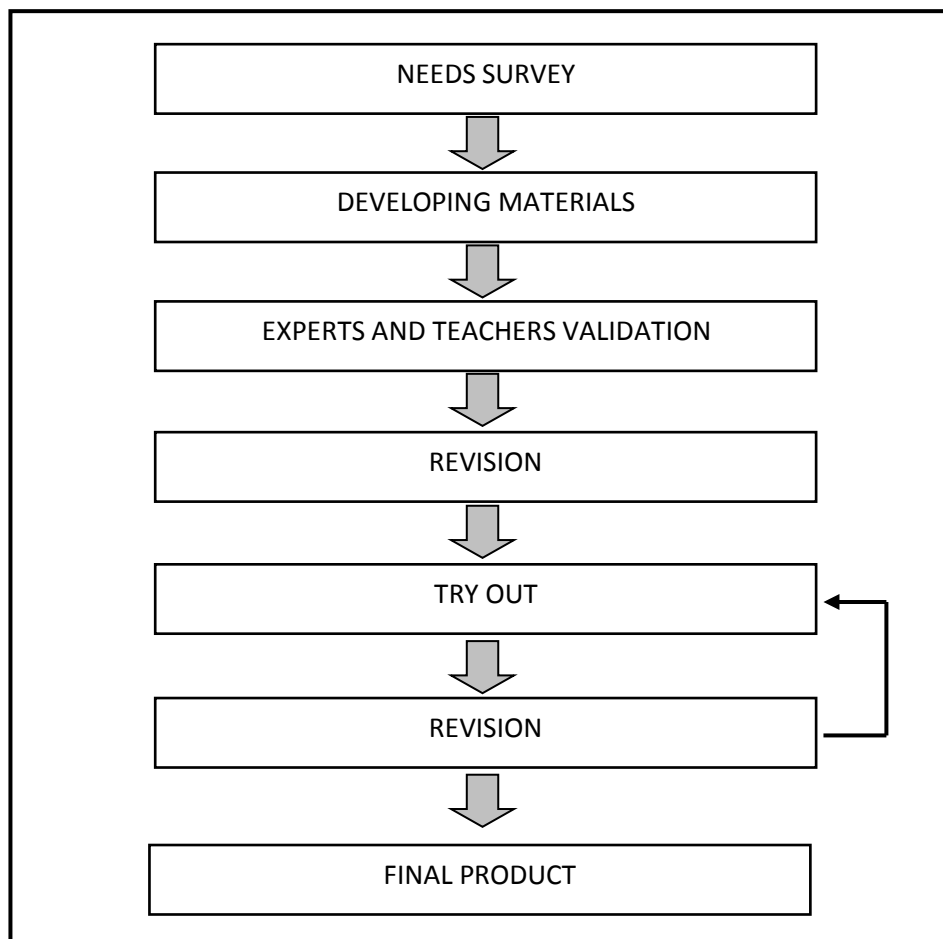 NEEDS SURVEY
DEVELOPING MATERIALS
EXPERTS AND TEACHERS VALIDATION
REVISION
TRY OUT
REVISION
FINAL PRODUCT